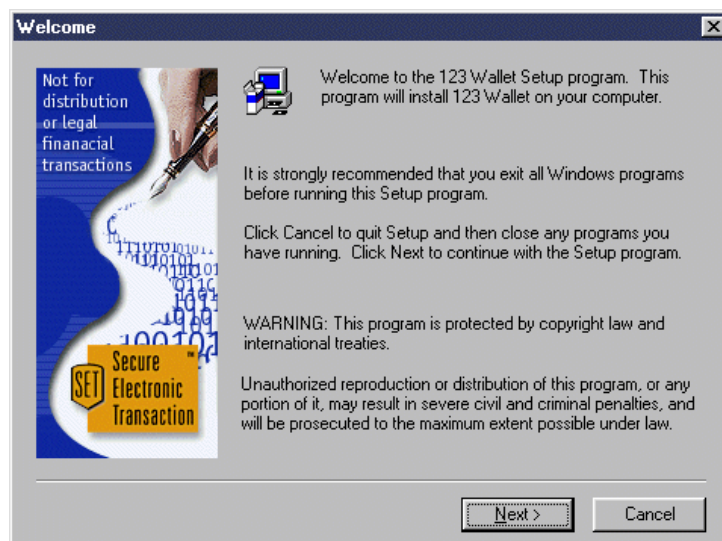 Welcome
Not for
distribution
or legal
finanacial
transactions
Welcome to the 123 Wallet Setup program. This
program will install 123 Wallet on your computer.
It is strongly recommended that you exit all Windows programs
before running this Setup program.
Click Cancel to quit Setup and then close any programs you
have running. Click Next to continue with the Setup program.
WARNING: This program is protected by copyright law and
international treaties.
Unauthorized reproduction or distribution of this program, or any
portion of it, may result in severe civil and criminal penalties, and
will be prosecuted to the maximum extent possible under law.
SET
Secure ™
Electronic
Transaction
Next >
Cancel